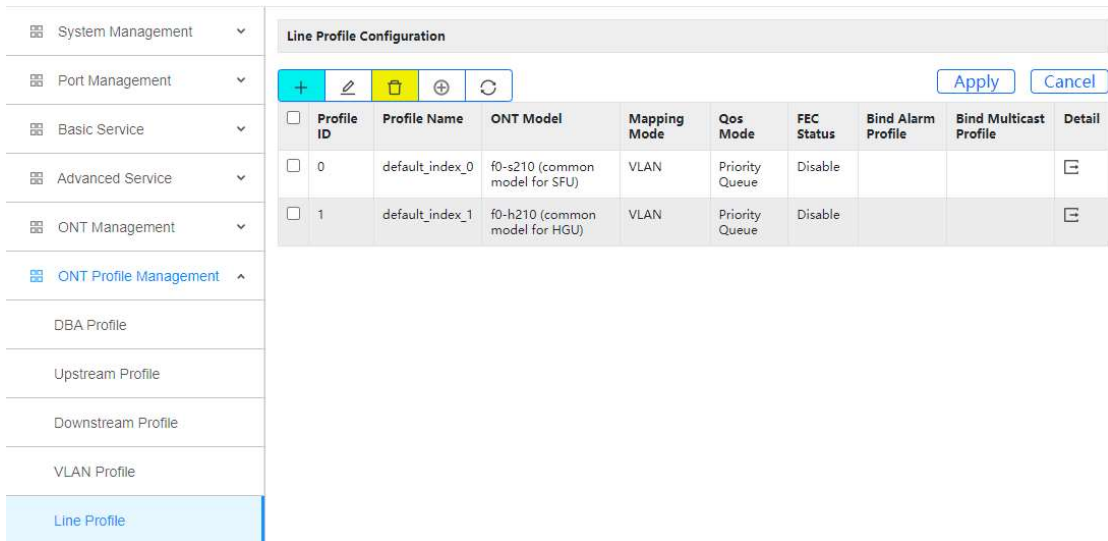 System Management
Port Management
Basic Service
Advanced Service
ONT Management
ONT Profile Management
DBA Profile
Upstream Profile
Downstream Profile
VLAN Profile
Line Profile
Line Profile Configuration
Apply Cancel
Profile ID Profile Name ONT Model Mapping Mode Qos Mode FEC Status Bind Alarm Profile Bind Multicast Profile Detail
0 default_index_0 f0-s210 (common model for SFU) VLAN Priority Queue Disable
1 default_index_1 f0-h210 (common model for HGU) VLAN Priority Queue Disable